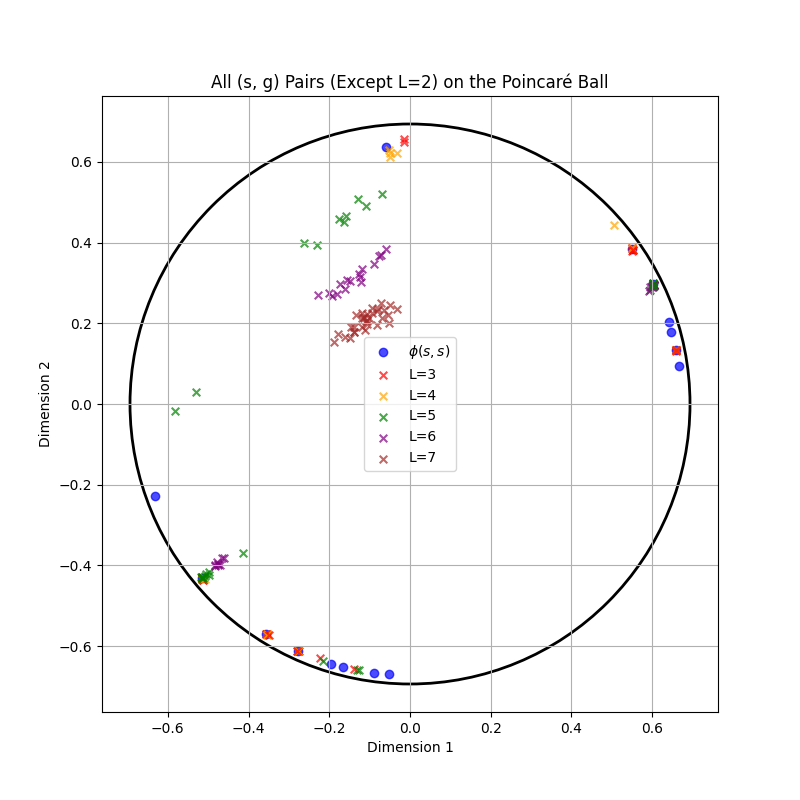 All (s, g) Pairs (Except L=2) on the Poincaré Ball
Dimension 2
0.6
0.4
0.2
0.0
−0.2
−0.4
−0.6
ϕ(s, s)
L=3
L=4
L=5
L=6
L=7
−0.6 −0.4 −0.2 0.0 0.2 0.4 0.6
Dimension 1